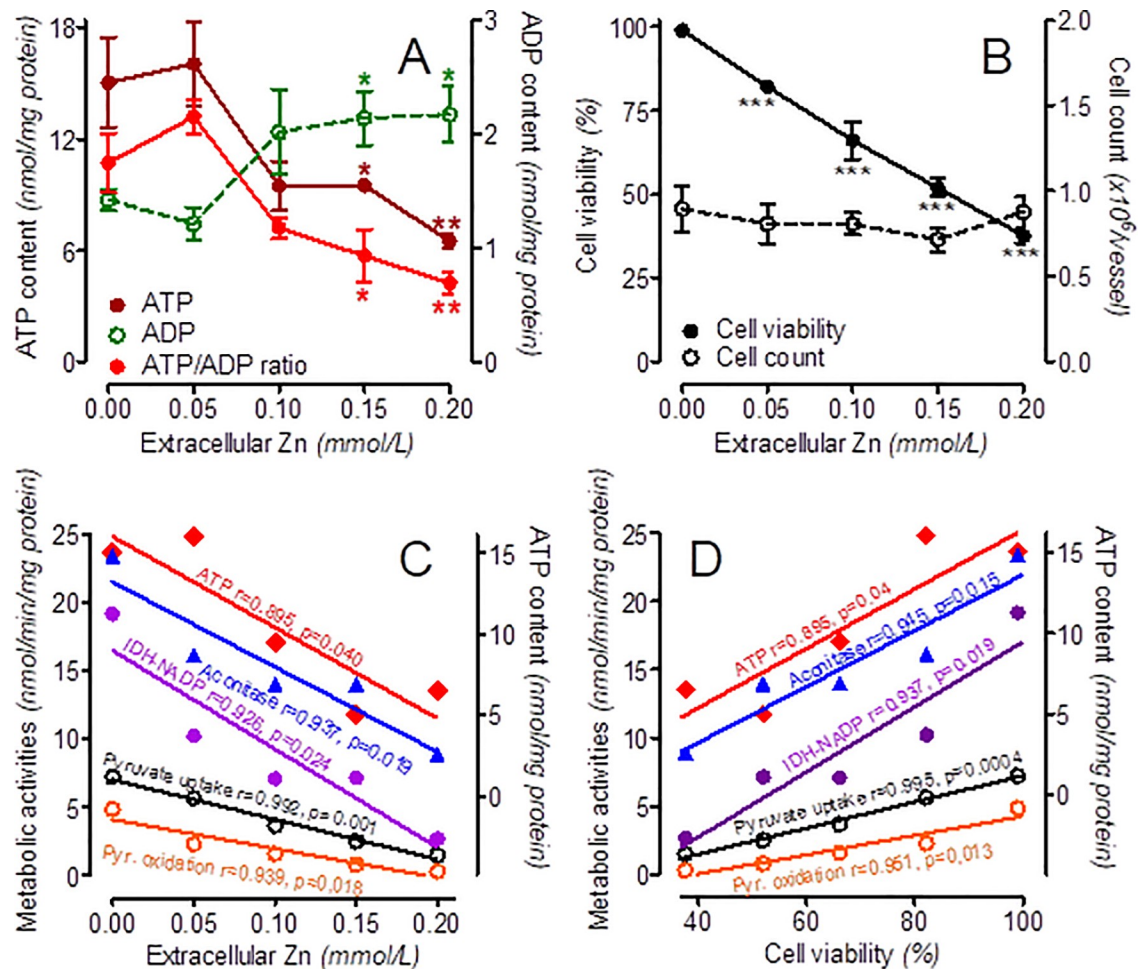 A
ATP content (nmol/mg protein)
18
12
6
0
3
2
1
0
ADP content (nmol/mg protein)
*
*
*
**
*
**
ATP
ADP
ATP/ADP ratio
0.00 0.05 0.10 0.15 0.20
Extracellular Zn (mmol/L)
B
Cell viability (%)
100
75
50
25
0
2.0
1.5
1.0
0.5
0.0
Cell count (x10⁶/vessel)
***
***
***
***
Cell viability
Cell count
0.00 0.05 0.10 0.15 0.20
Extracellular Zn (mmol/L)
C
Metabolic activities (nmol/min/mg protein)
25
20
15
10
5
0
15
10
5
0
ATP content (nmol/mg protein)
ATP r=0.895, p=0.040
Aconitase r=0.937, p=0.019
IDH-NADP r=0.926, p=0.024
Pyruvate uptake r=0.992, p=0.001
Pyr. oxidation r=0.939, p=0.018
0.00 0.05 0.10 0.15 0.20
Extracellular Zn (mmol/L)
D
Metabolic activities (nmol/min/mg protein)
25
20
15
10
5
0
15
10
5
0
ATP content (nmol/mg protein)
ATP r=0.895, p=0.04
Aconitase r=0.915, p=0.015
IDH-NADP r=0.937, p=0.019
Pyruvate uptake r=0.995, p=0.0004
Pyr. oxidation r=0.951, p=0.013
40 60 80 100
Cell viability (%)